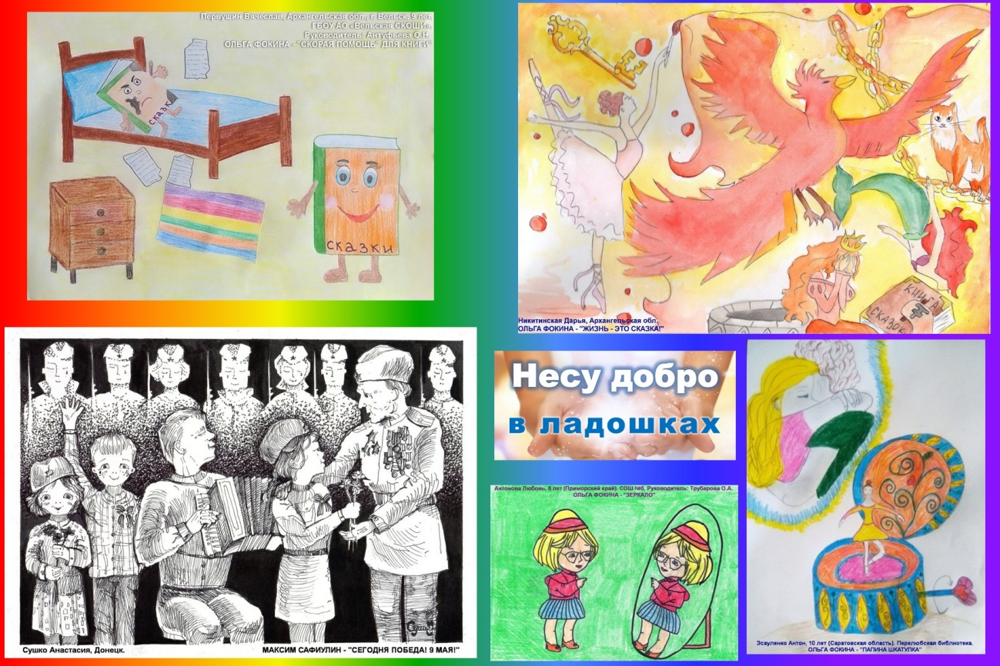 Первушин Вячеслав, Архангельская обл., г. Вельск. 9 лет.
ГБОУ АО «Вельская СКОШИ».
Руководитель. Антуфьева О.Н.
ОЛЬГА ФОКИНА - "СКОРАЯ ПОМОЩЬ" ДЛЯ КНИГИ"
СКАЗК
СКАЗКИ
КНИГА
СКАЗОК
Никитинская Дарья, Архангельская обл.
ОЛЬГА ФОКИНА - "ЖИЗНЬ - ЭТО СКАЗКА!"
Несу добро
в ладошках
Сушко Анастасия, Донецк.
МАКСИМ САФИУЛИН - "СЕГОДНЯ ПОБЕДА! 9 МАЯ!"
Антонова Любовь, 8 лет (Приморский край). СОШ №6. Руководитель: Трубарова О.А.
ОЛЬГА ФОКИНА - "ЗЕРКАЛО"
Эсауленко Антон, 10 лет (Саратовская область). Перелюбская библиотека.
ОЛЬГА ФОКИНА - "ПАПИНА ШКАТУЛКА"